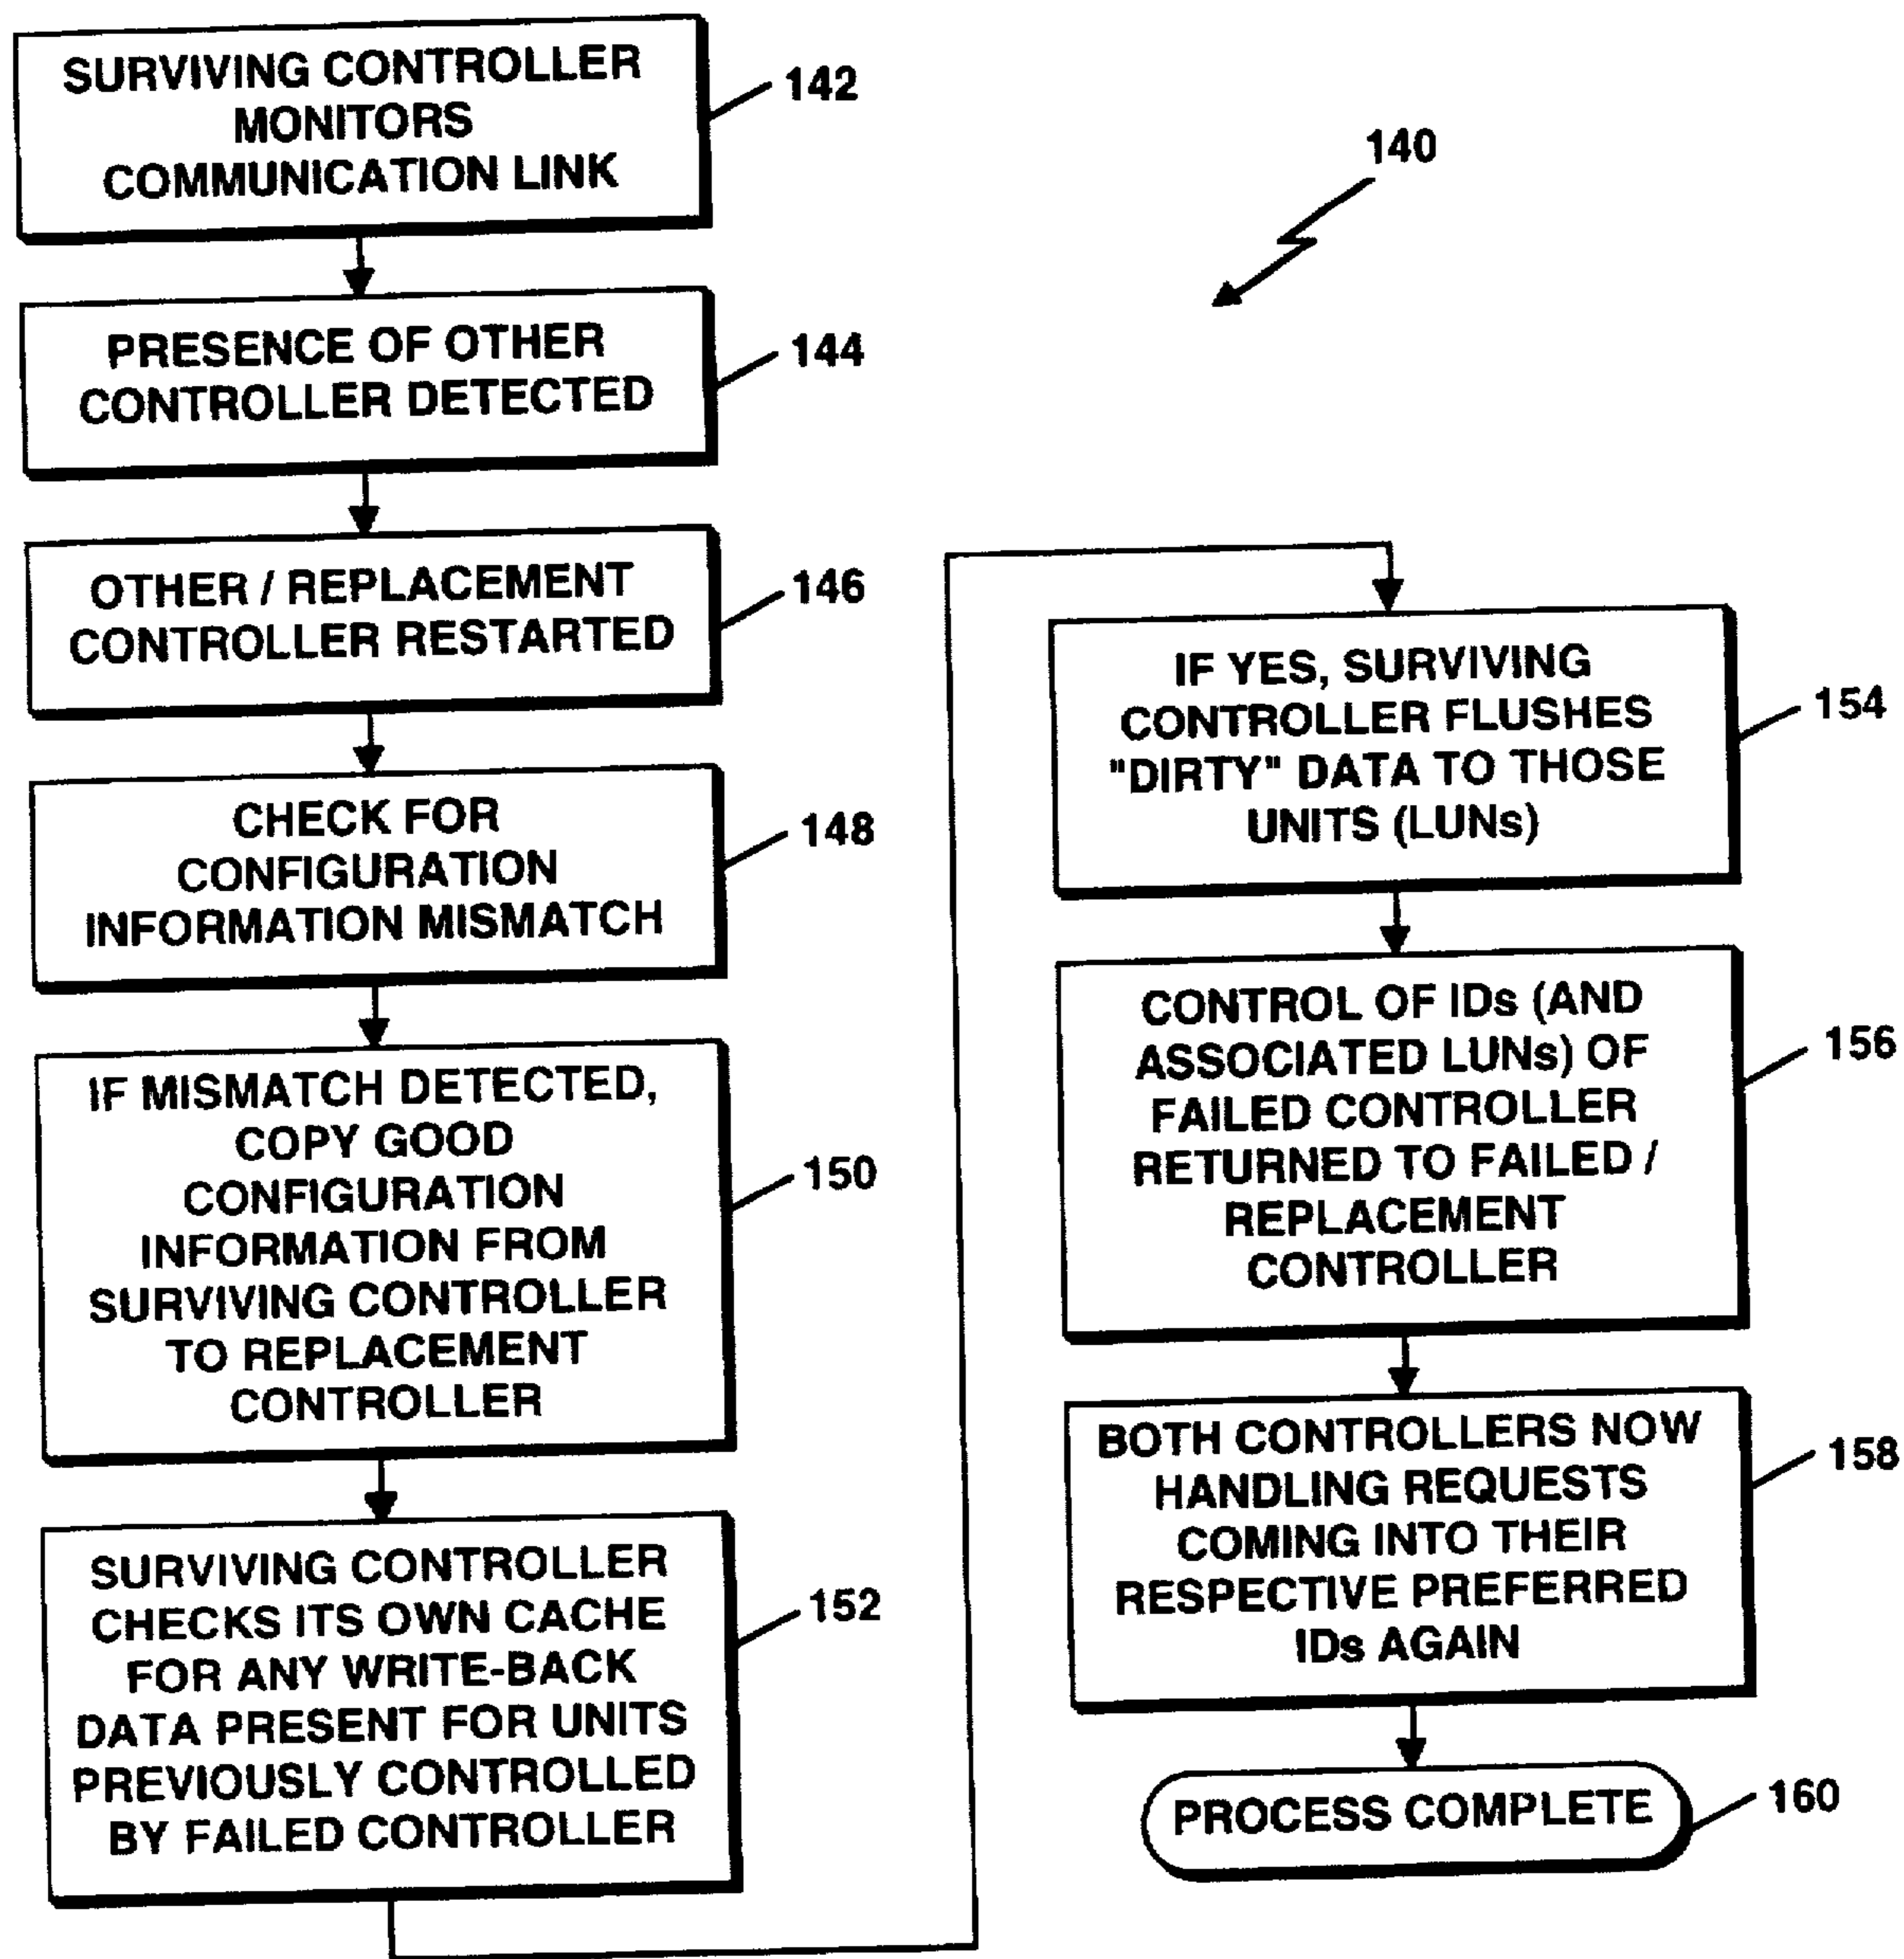 SURVIVING CONTROLLER
MONITORS
COMMUNICATION LINK
142
140
PRESENCE OF OTHER
CONTROLLER DETECTED
144
OTHER / REPLACEMENT
CONTROLLER RESTARTED
146
CHECK FOR
CONFIGURATION
INFORMATION MISMATCH
148
IF MISMATCH DETECTED,
COPY GOOD
CONFIGURATION
INFORMATION FROM
SURVIVING CONTROLLER
TO REPLACEMENT
CONTROLLER
150
SURVIVING CONTROLLER
CHECKS ITS OWN CACHE
FOR ANY WRITE-BACK
DATA PRESENT FOR UNITS
PREVIOUSLY CONTROLLED
BY FAILED CONTROLLER
152
IF YES, SURVIVING
CONTROLLER FLUSHES
"DIRTY" DATA TO THOSE
UNITS (LUNs)
154
CONTROL OF IDs (AND
ASSOCIATED LUNs) OF
FAILED CONTROLLER
RETURNED TO FAILED /
REPLACEMENT
CONTROLLER
156
BOTH CONTROLLERS NOW
HANDLING REQUESTS
COMING INTO THEIR
RESPECTIVE PREFERRED
IDs AGAIN
158
PROCESS COMPLETE
160